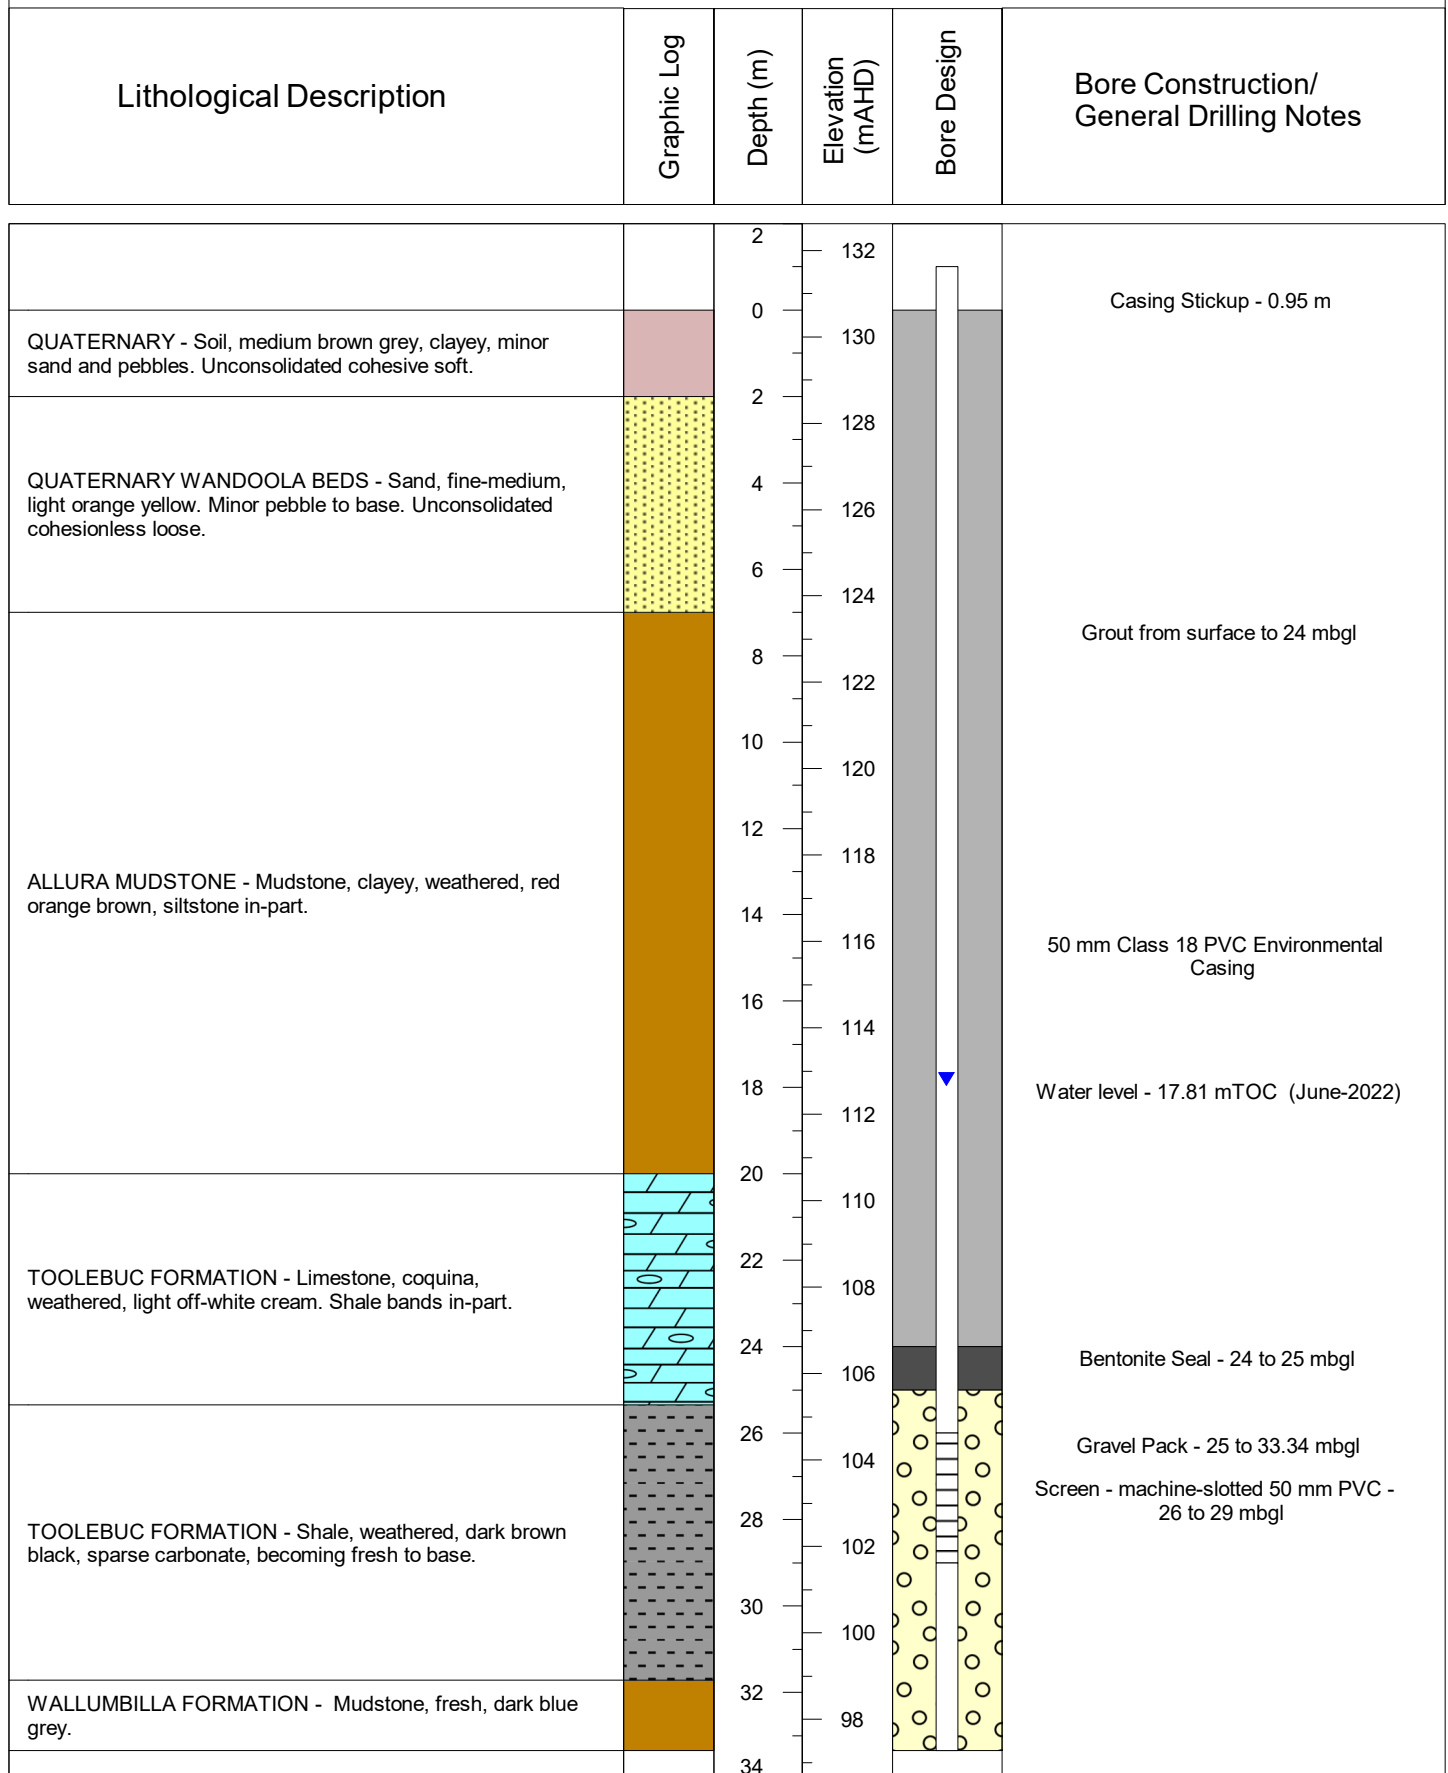 Lithological Description
Graphic Log
Depth (m)
Elevation
(mAHD)
Bore Design
Bore Construction/
General Drilling Notes
2
132
Casing Stickup - 0.95 m
0
QUATERNARY - Soil, medium brown grey, clayey, minor
sand and pebbles. Unconsolidated cohesive soft.
130
2
128
QUATERNARY WANDOOLA BEDS - Sand, fine-medium,
light orange yellow. Minor pebble to base. Unconsolidated
cohesionless loose.
4
126
6
124
Grout from surface to 24 mbgl
8
122
10
120
12
118
ALLURA MUDSTONE - Mudstone, clayey, weathered, red
orange brown, siltstone in-part.
14
116
50 mm Class 18 PVC Environmental
Casing
16
114
18
Water level - 17.81 mTOC (June-2022)
112
20
110
22
TOOLEBUC FORMATION - Limestone, coquina,
weathered, light off-white cream. Shale bands in-part.
108
24
Bentonite Seal - 24 to 25 mbgl
106
26
Gravel Pack - 25 to 33.34 mbgl
104
Screen - machine-slotted 50 mm PVC -
26 to 29 mbgl
28
TOOLEBUC FORMATION - Shale, weathered, dark brown
black, sparse carbonate, becoming fresh to base.
102
30
100
32
WALLUMBILLA FORMATION - Mudstone, fresh, dark blue
grey.
98
34